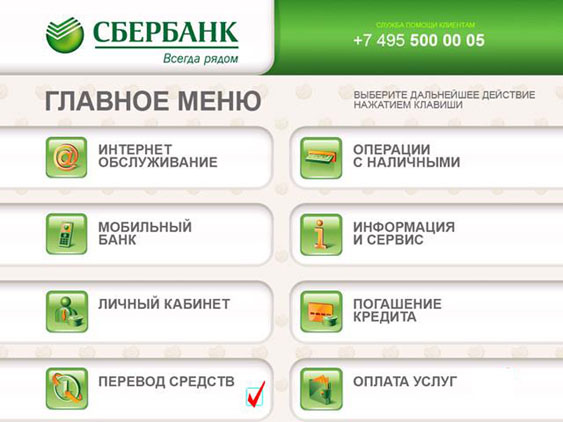 СБЕРБАНК
Всегда рядом
СЛУЖБА ПОМОЩИ КЛИЕНТАМ
+7 495 500 00 05
ГЛАВНОЕ МЕНЮ
ВЫБЕРИТЕ ДАЛЬНЕЙШЕЕ ДЕЙСТВИЕ
НАЖАТИЕМ КЛАВИШИ
ИНТЕРНЕТ
ОБСЛУЖИВАНИЕ
ОПЕРАЦИИ
С НАЛИЧНЫМИ
МОБИЛЬНЫЙ
БАНК
ИНФОРМАЦИЯ
И СЕРВИС
ЛИЧНЫЙ КАБИНЕТ
ПОГАШЕНИЕ
КРЕДИТА
ПЕРЕВОД СРЕДСТВ
ОПЛАТА УСЛУГ